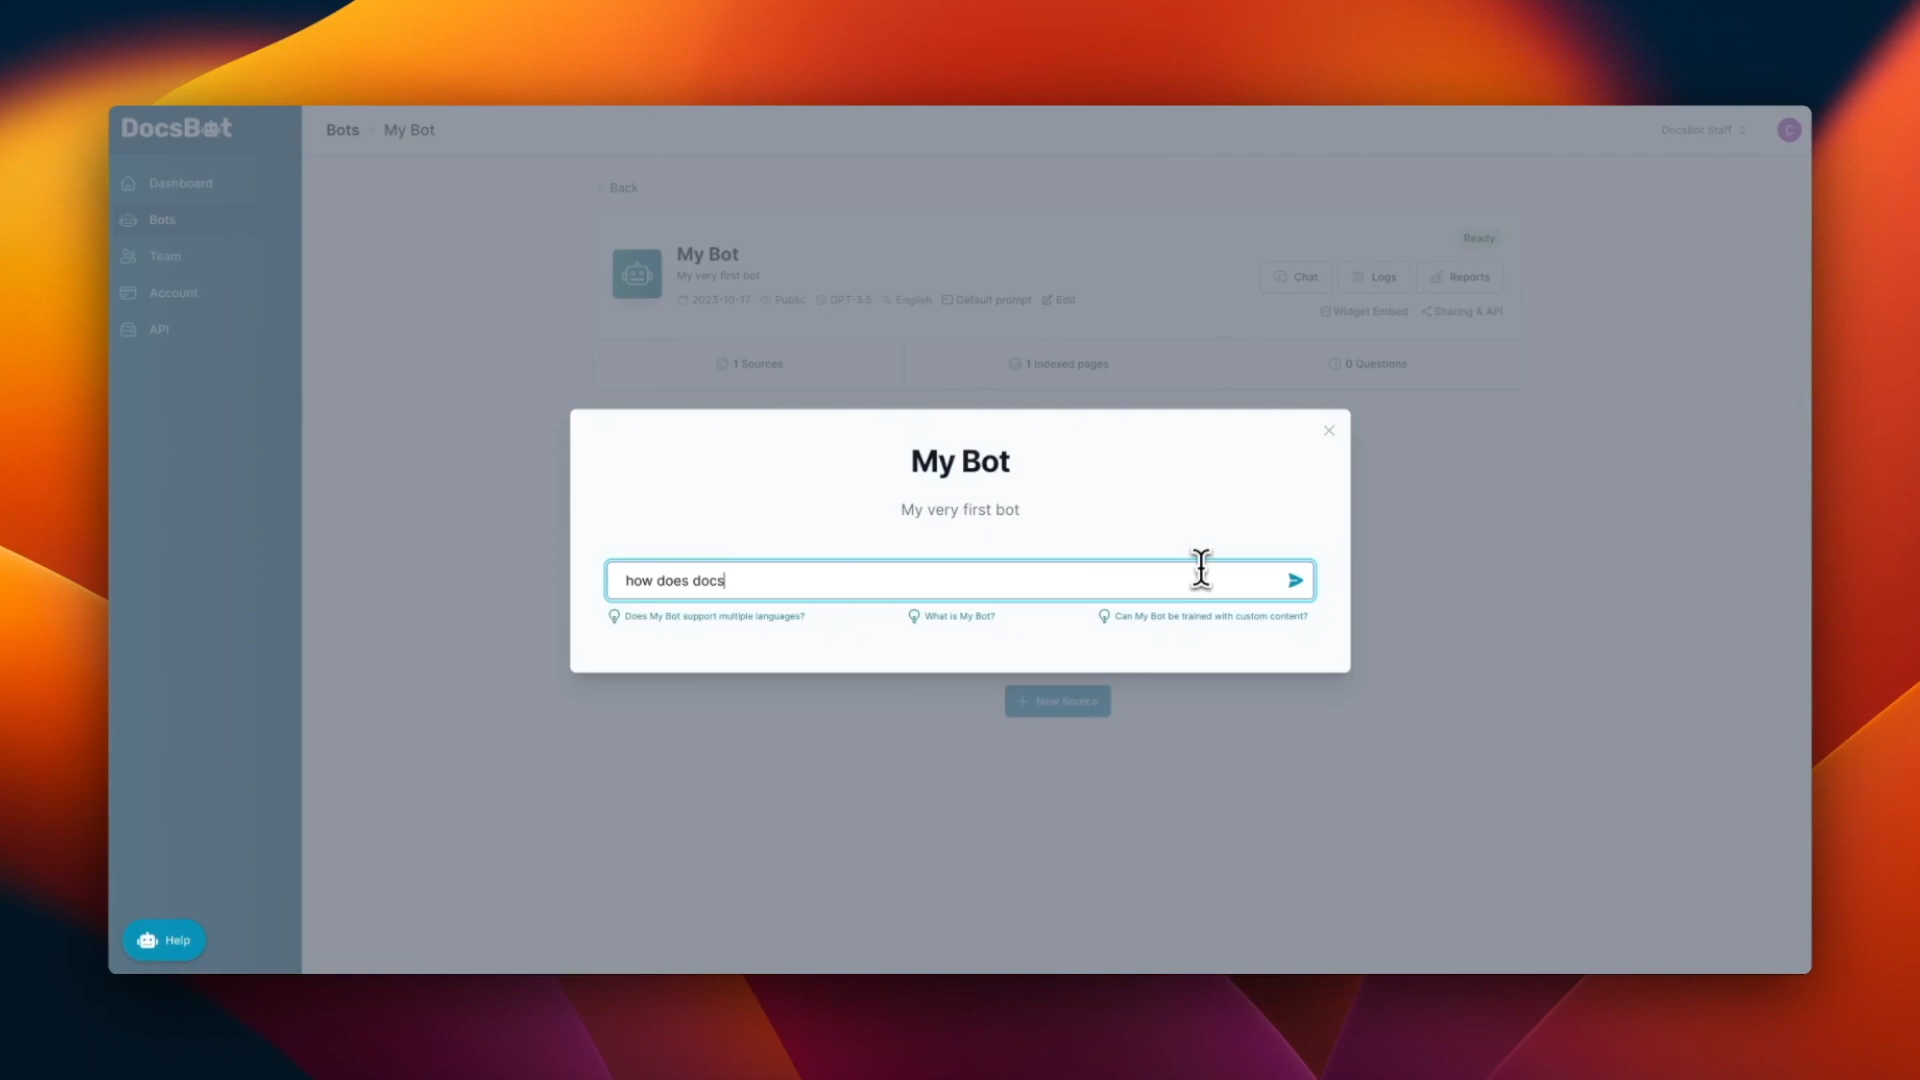 DocsBot
Bots
My Bot
DocsBot Staff
C
Dashboard
Bots
Team
Account
API
Back
My Bot
My very first bot
2023-10-17 Public GPT-3.5 English Default prompt Edit
Ready
Chat Logs Reports
Widget Embed Sharing & API
1 Sources
1 Indexed pages
0 Questions
My Bot
My very first bot
how does docs
Does My Bot support multiple languages?
What is My Bot?
Can My Bot be trained with custom content?
+ New Source
Help